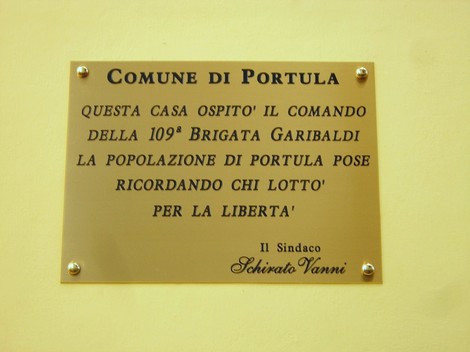 COMUNE DI PORTULA
QUESTA CASA OSPITO' IL COMANDO
DELLA 109ª BRIGATA GARIBALDI
LA POPOLAZIONE DI PORTULA POSE
RICORDANDO CHI LOTTO'
PER LA LIBERTA'
Il Sindaco
Schirato Vanni